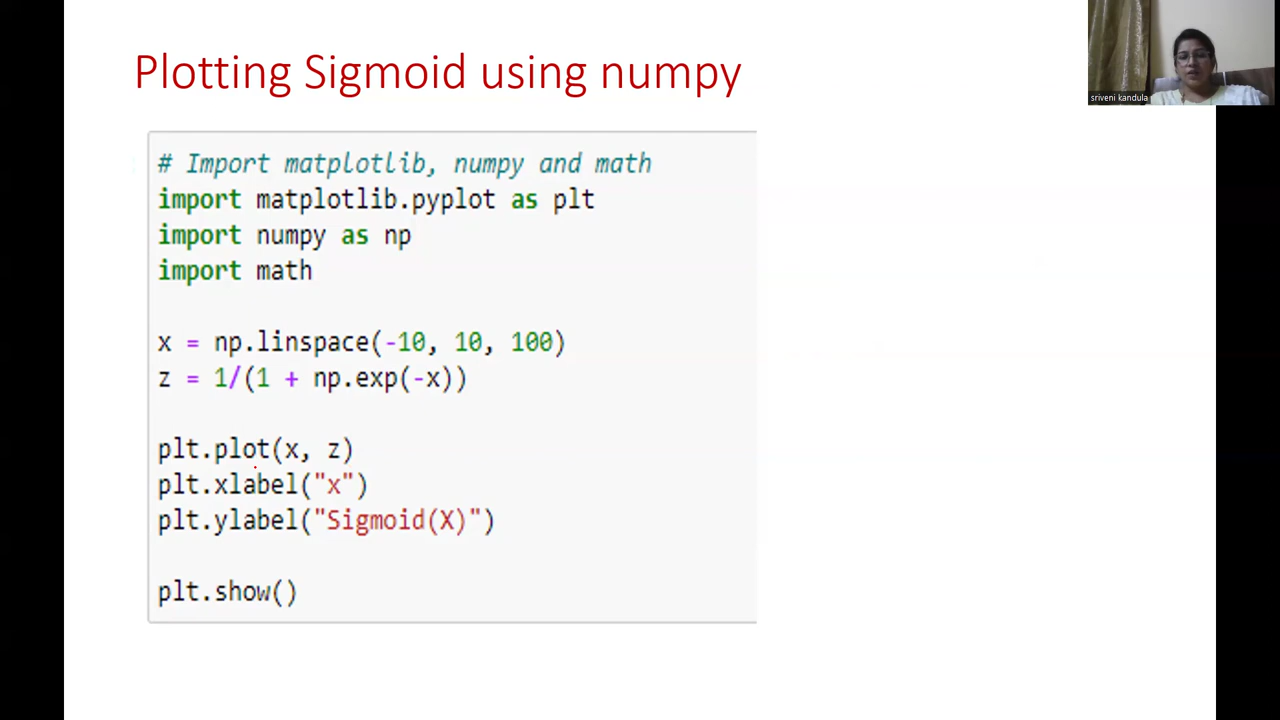 Plotting Sigmoid using numpy
sriveni kandula
# Import matplotlib, numpy and math
import matplotlib.pyplot as plt
import numpy as np
import math
x = np.linspace(-10, 10, 100)
z = 1/(1 + np.exp(-x))
plt.plot(x, z)
plt.xlabel("x")
plt.ylabel("Sigmoid(X)")
plt.show()